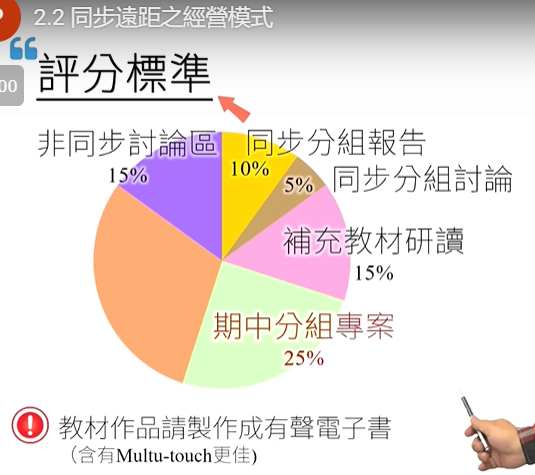 2.2 同步遠距之經營模式
00
評分標準
非同步討論區
15%
同步分組報告
10%
同步分組討論
5%
補充教材研讀
15%
期中分組專案
25%
教材作品請製作成有聲電子書
(含有Multu-touch更佳)